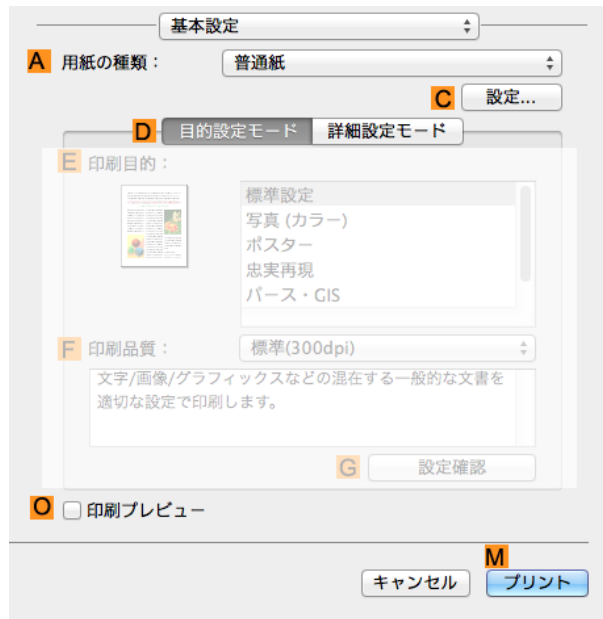 基本設定
A 用紙の種類： 普通紙
C 設定...
D 目的設定モード 詳細設定モード
E 印刷目的：
標準設定
写真 (カラー)
ポスター
忠実再現
パース・GIS
F 印刷品質： 標準(300dpi)
文字/画像/グラフィックスなどの混在する一般的な文書を
適切な設定で印刷します。
G 設定確認
O 印刷プレビュー
M
キャンセル プリント